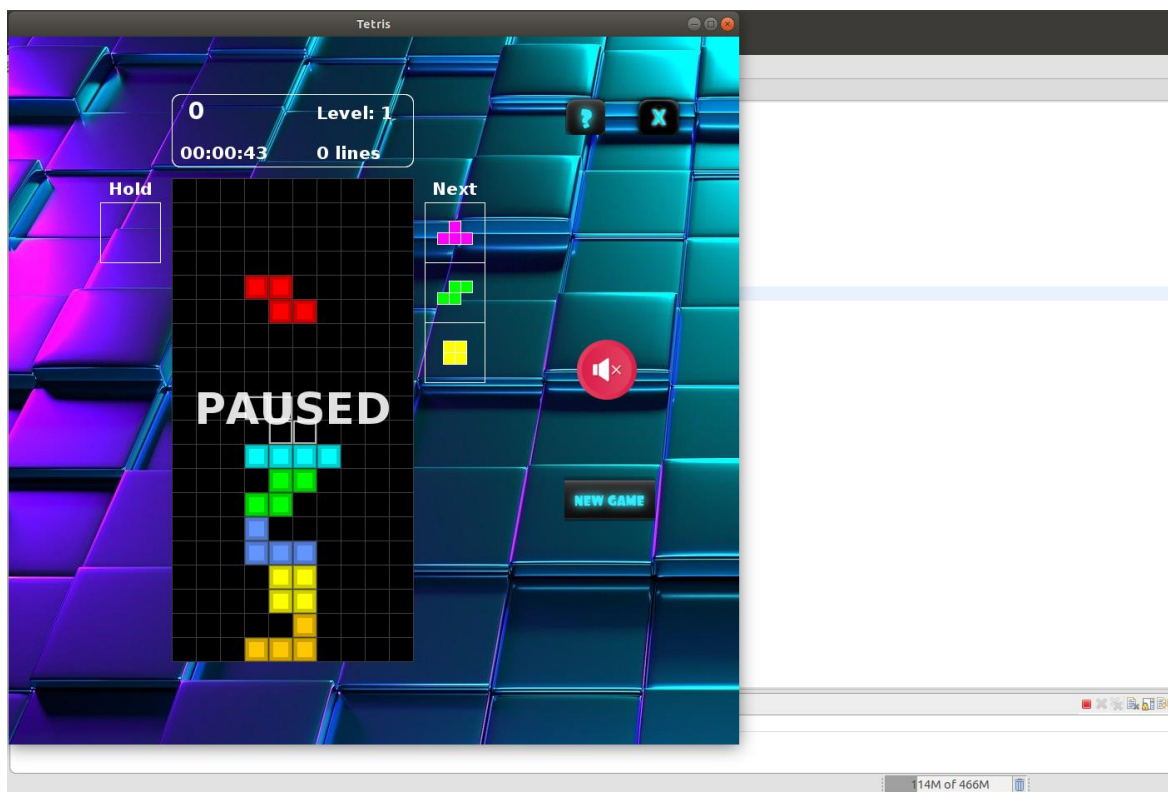 Tetris
0 Level: 1
00:00:43 0 lines
? X
Hold
Next
PAUSED
NEW GAME
114M of 466M